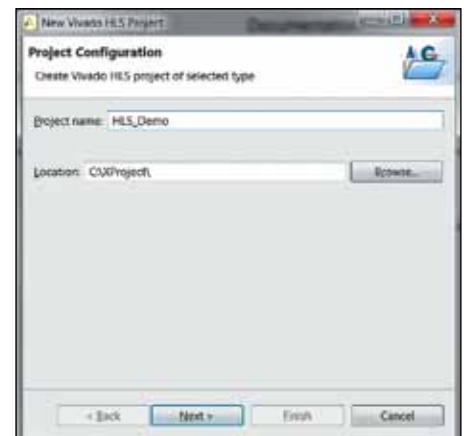 New Vivado HLS Project
Project Configuration
Create Vivado HLS project of selected type
Project name: HLS_Demo
Location: C:\XProject\ Browse...
< Back Next > Finish Cancel